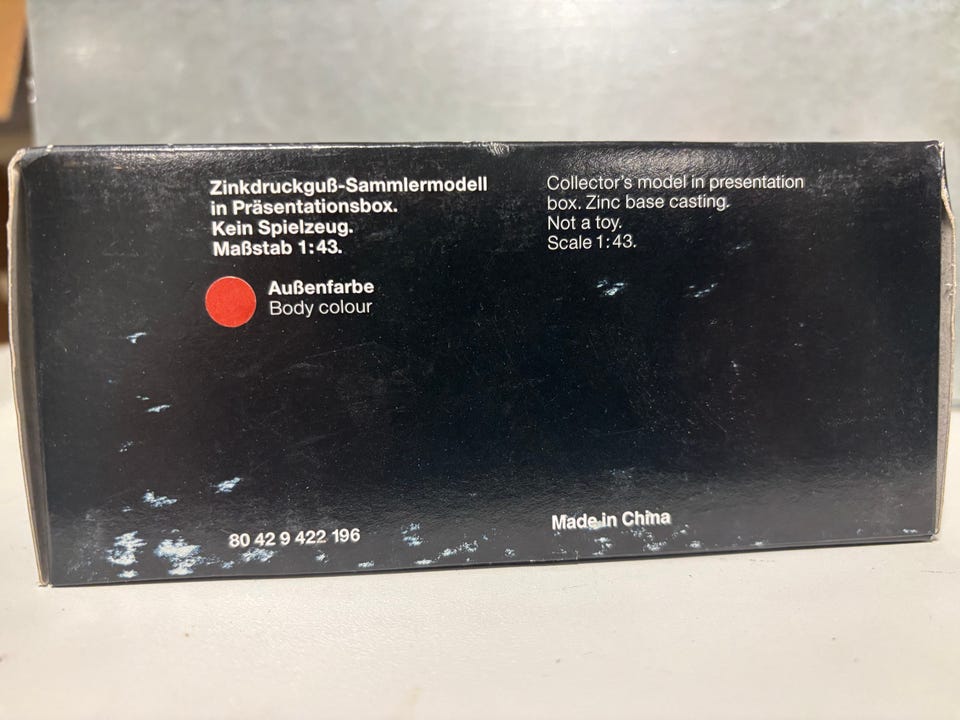 Zinkdruckguß-Sammlermodell
in Präsentationsbox.
Kein Spielzeug.
Maßstab 1:43.
Collector's model in presentation
box. Zinc base casting.
Not a toy.
Scale 1:43.
Außenfarbe
Body colour
80 42 9 422 196
Made in China